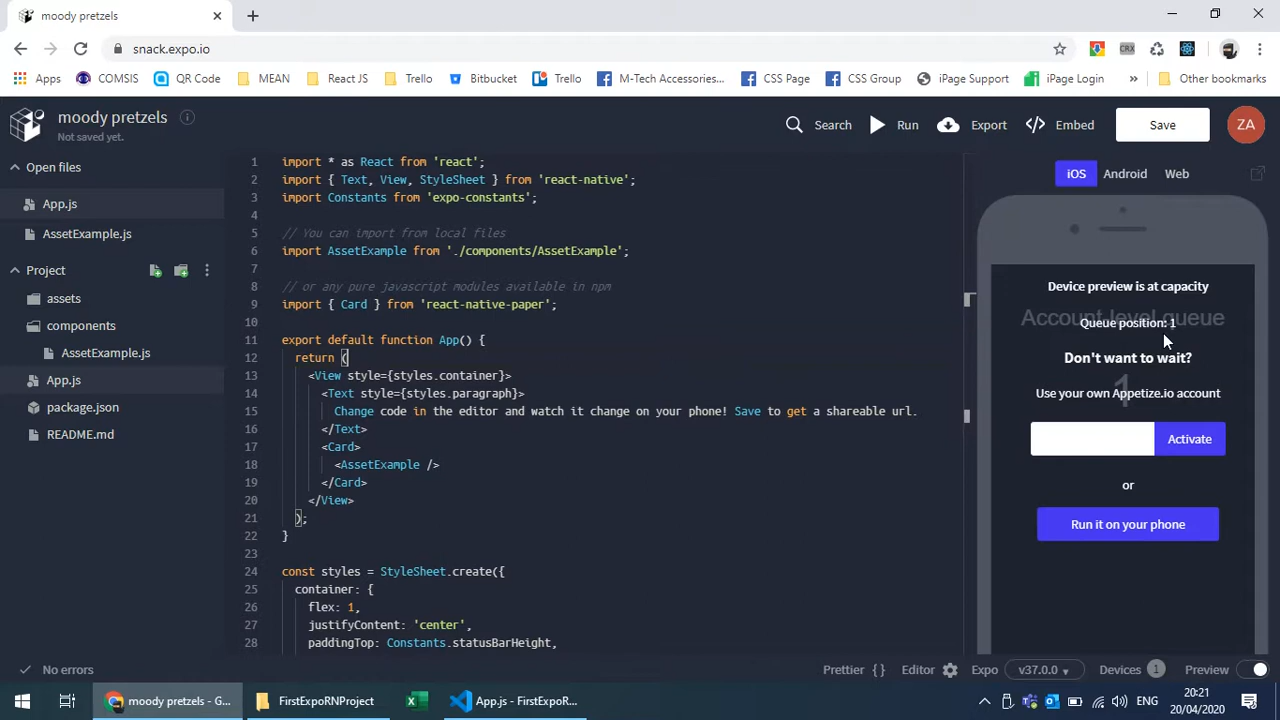 moody pretzels
snack.expo.io
Apps
COMSIS
QR Code
MEAN
React JS
Trello
Bitbucket
Trello
M-Tech Accessories...
CSS Page
CSS Group
iPage Support
iPage Login
»
Other bookmarks
CRX
moody pretzels
Not saved yet.
Search
Run
Export
Embed
Save
ZA
Open files
App.js
AssetExample.js
Project
assets
components
AssetExample.js
App.js
package.json
README.md
1 import * as React from 'react';
2 import { Text, View, StyleSheet } from 'react-native';
3 import Constants from 'expo-constants';
4
5 // You can import from local files
6 import AssetExample from './components/AssetExample';
7
8 // or any pure javascript modules available in npm
9 import { Card } from 'react-native-paper';
10
11 export default function App() {
12 return (
13 <View style={styles.container}>
14 <Text style={styles.paragraph}>
15 Change code in the editor and watch it change on your phone! Save to get a shareable url.
16 </Text>
17 <Card>
18 <AssetExample />
19 </Card>
20 </View>
21 );
22 }
23
24 const styles = StyleSheet.create({
25 container: {
26 flex: 1,
27 justifyContent: 'center',
28 paddingTop: Constants.statusBarHeight,
iOS
Android
Web
Device preview is at capacity
Account-level queue
Queue position: 1
Don't want to wait?
1
Use your own Appetize.io account
Activate
or
Run it on your phone
No errors
Prettier { }
Editor
Expo
v37.0.0
Devices 1
Preview
moody pretzels - G...
FirstExpoRNProject
App.js - FirstExpoR...
ENG
20:21
20/04/2020